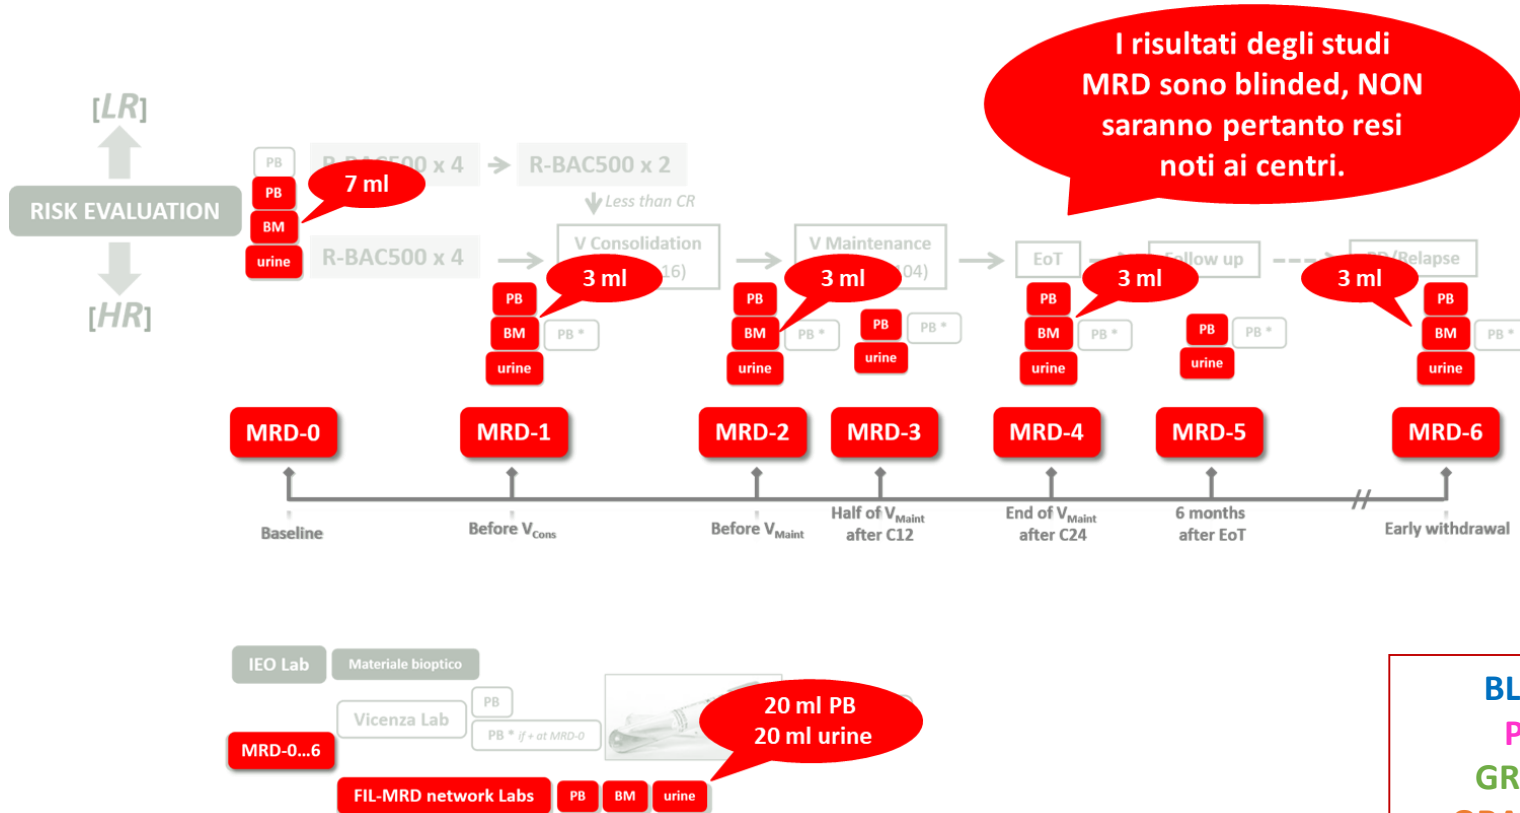 I risultati degli studi
MRD sono blinded, NON
saranno pertanto resi
noti ai centri.
[LR]
RISK EVALUATION
[HR]
PB
PB
BM
urine
7 ml
x 4
R-BAC500 x 2
Less than CR
R-BAC500 x 4
V Consolidation
16)
V Maintenance
104)
EoT
Follow up
/Relapse
3 ml
3 ml
3 ml
3 ml
PB
BM
urine
PB *
PB
BM
urine
PB *
PB
urine
PB *
PB
BM
urine
PB *
PB
urine
PB *
PB
BM
urine
PB *
MRD-0
MRD-1
MRD-2
MRD-3
MRD-4
MRD-5
MRD-6
Baseline
Before VCons
Before VMaint
Half of VMaint
after C12
End of VMaint
after C24
6 months
after EoT
Early withdrawal
IEO Lab
Materiale bioptico
Vicenza Lab
PB
PB * if + at MRD-0
20 ml PB
20 ml urine
MRD-0...6
FIL-MRD network Labs
PB
BM
urine
BL
P
GR